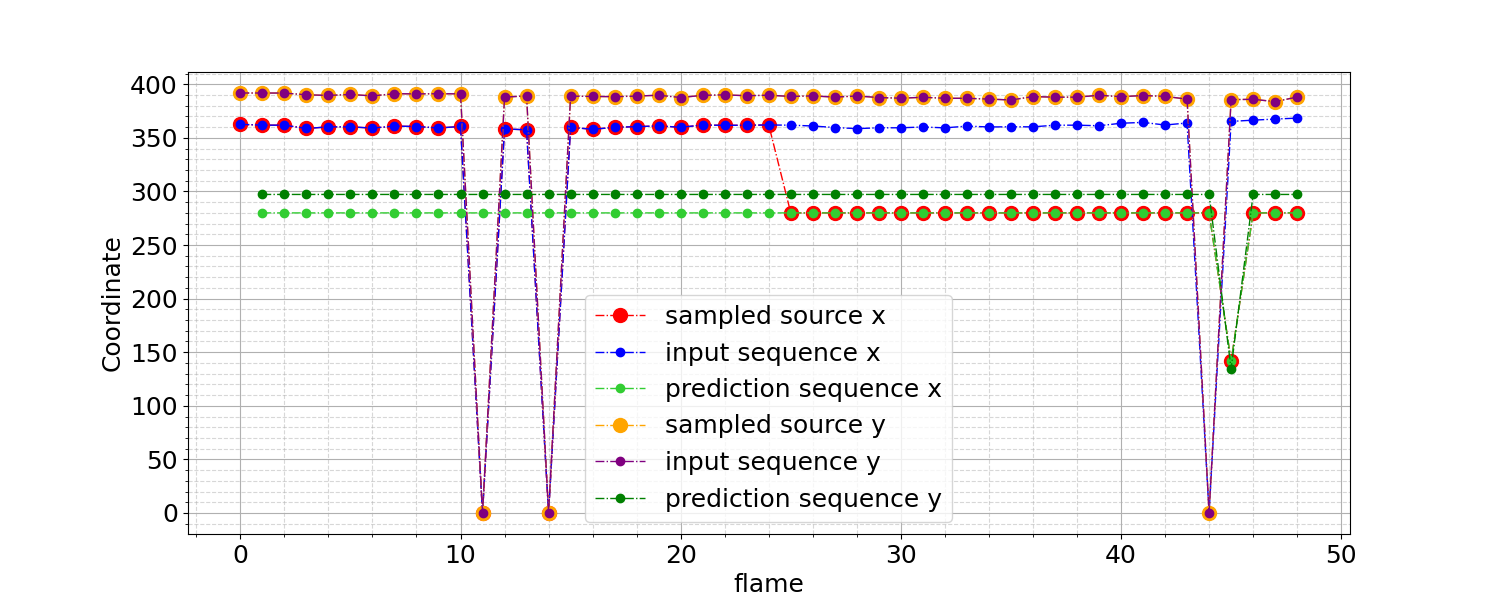 400
350
300
250
200
150
100
50
0
Coordinate
sampled source x
input sequence x
prediction sequence x
sampled source y
input sequence y
prediction sequence y
0 10 20 30 40 50
flame